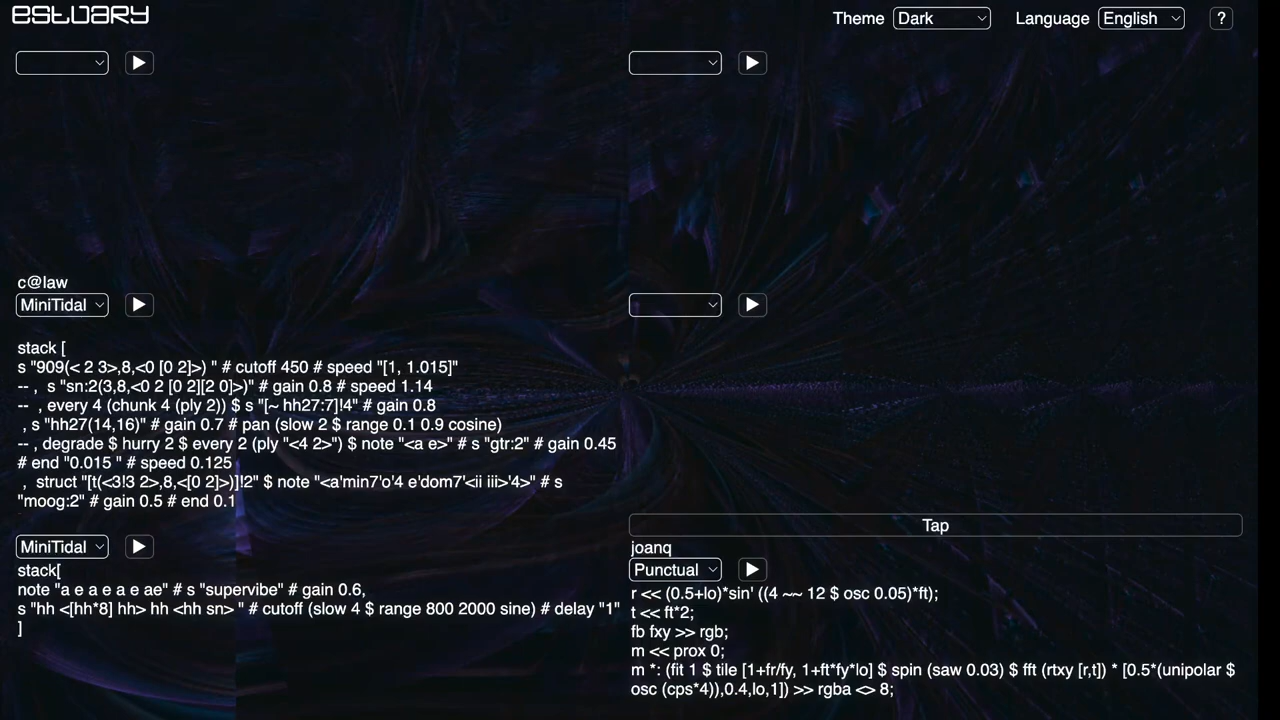 estuary
Theme Dark Language English ?
c@law
MiniTidal
stack [
s "909(< 2 3>,8,<0 [0 2]>) " # cutoff 450 # speed "[1, 1.015]"
-- ,  s "sn:2(3,8,<0 2 [0 2][2 0]>)" # gain 0.8 # speed 1.14
--  , every 4 (chunk 4 (ply 2)) $ s "[~ hh27:7]!4" # gain 0.8
, s "hh27(14,16)" # gain 0.7 # pan (slow 2 $ range 0.1 0.9 cosine)
-- , degrade $ hurry 2 $ every 2 (ply "<4 2>") $ note "<a e>" # s "gtr:2" # gain 0.45
# end "0.015 " # speed 0.125
,  struct "[t(<3!3 2>,8,<[0 2]>)]!2" $ note "<a'min7'o'4 e'dom7'<ii iii>'4>" # s
"moog:2" # gain 0.5 # end 0.1
MiniTidal
stack[
note "a e a e a e ae" # s "supervibe" # gain 0.6,
s "hh <[hh*8] hh> hh <hh sn> " # cutoff (slow 4 $ range 800 2000 sine) # delay "1"
]
Tap
joanq
Punctual
r << (0.5+lo)*sin' ((4 ~~ 12 $ osc 0.05)*ft);
t << ft*2;
fb fxy >> rgb;
m << prox 0;
m *: (fit 1 $ tile [1+fr/fy, 1+ft*fy*lo] $ spin (saw 0.03) $ fft (rtxy [r,t]) * [0.5*(unipolar $
osc (cps*4)),0.4,lo,1]) >> rgba <> 8;